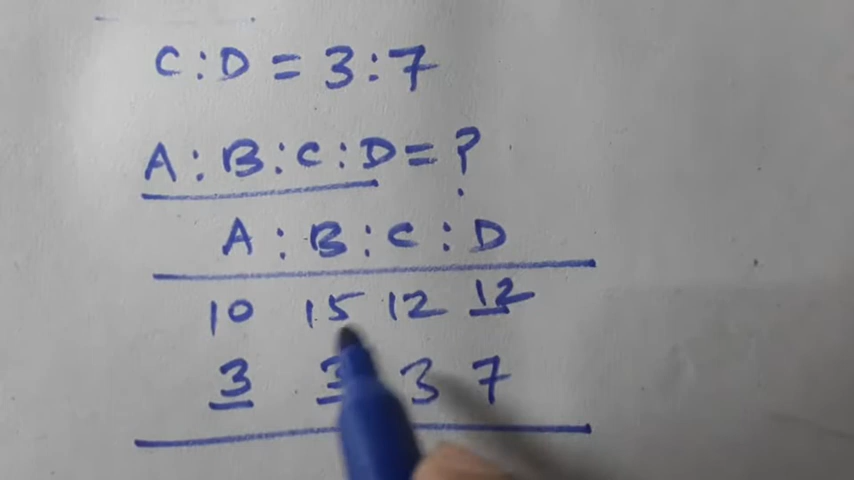 C : D = 3 : 7
A : B : C : D = ?
A : B : C : D
10 15 12 12
3 3 3 7